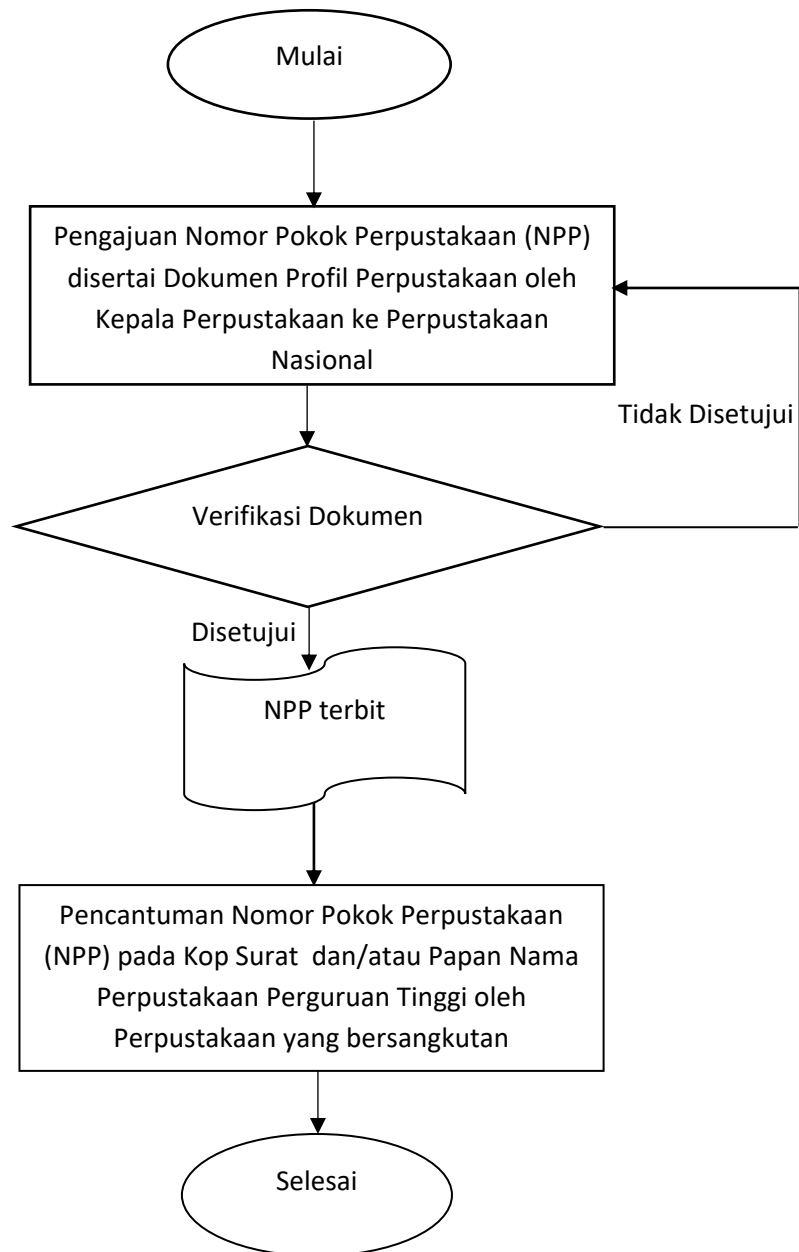 Mulai
Pengajuan Nomor Pokok Perpustakaan (NPP)
disertai Dokumen Profil Perpustakaan oleh
Kepala Perpustakaan ke Perpustakaan
Nasional
Tidak Disetujui
Verifikasi Dokumen
Disetujui
NPP terbit
Pencantuman Nomor Pokok Perpustakaan
(NPP) pada Kop Surat dan/atau Papan Nama
Perpustakaan Perguruan Tinggi oleh
Perpustakaan yang bersangkutan
Selesai